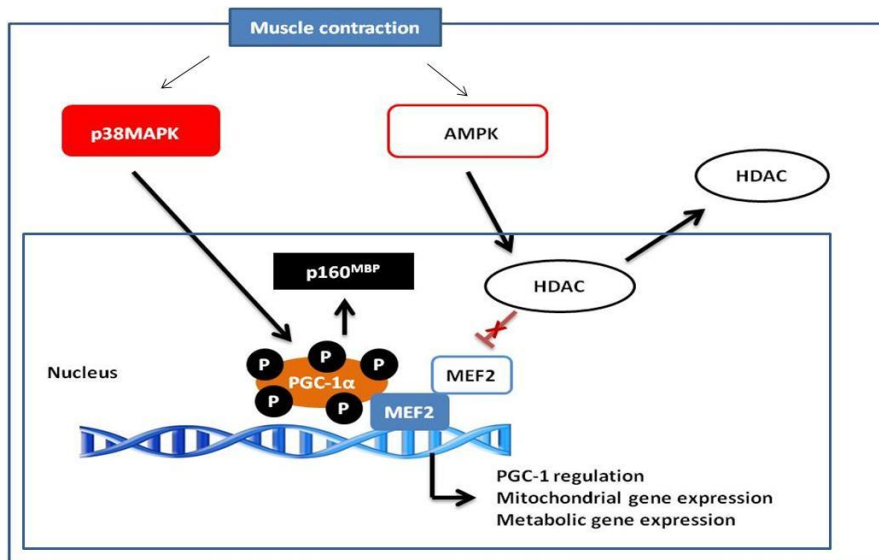 Muscle contraction
p38MAPK
AMPK
HDAC
p160MBP
HDAC
Nucleus
P
P
P
PGC-1α
P
P
MEF2
MEF2
PGC-1 regulation
Mitochondrial gene expression
Metabolic gene expression